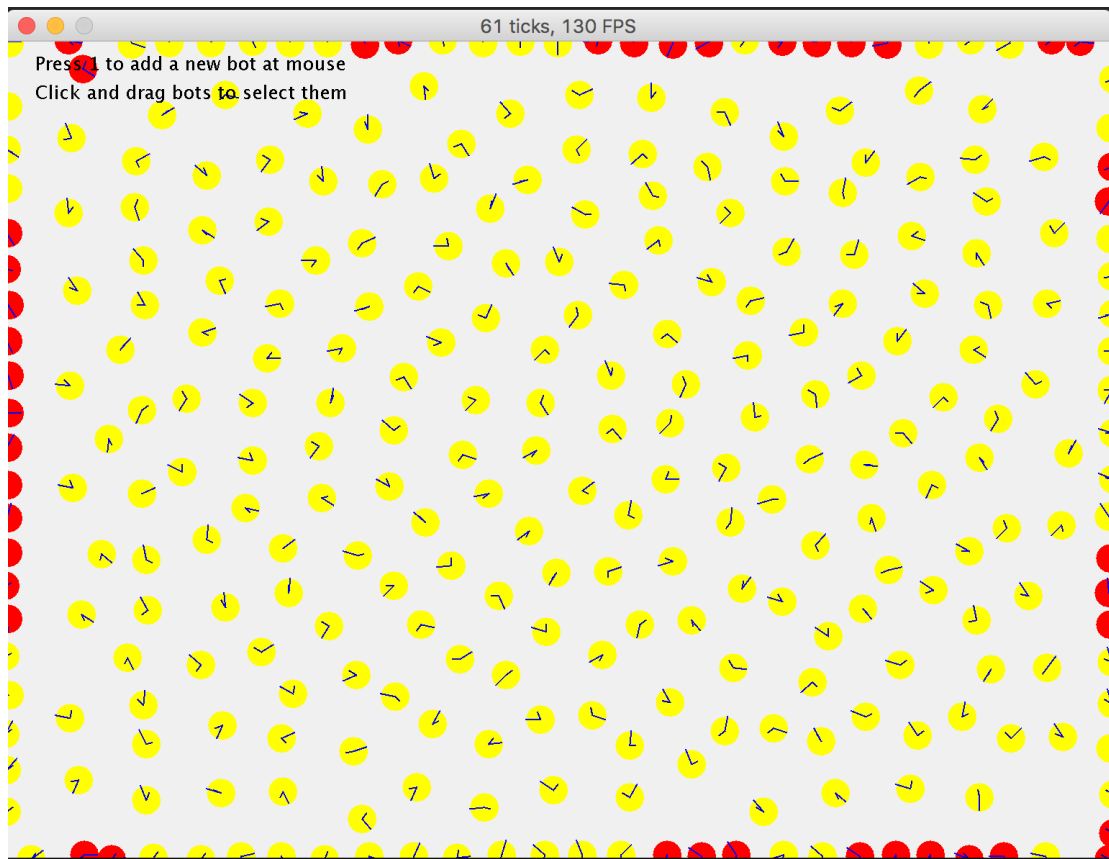 61 ticks, 130 FPS
Press 1 to add a new bot at mouse
Click and drag bots to select them